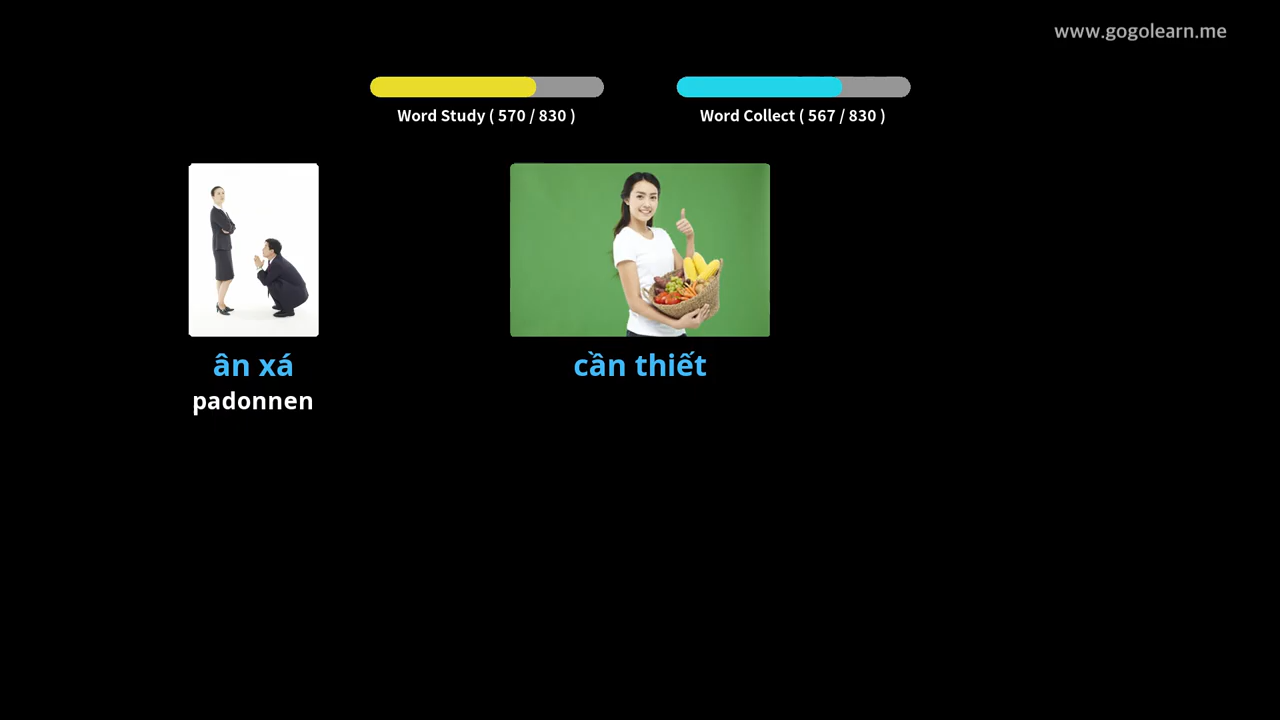 www.gogolearn.me
Word Study ( 570 / 830 )
Word Collect ( 567 / 830 )
ân xá
padonnen
cần thiết